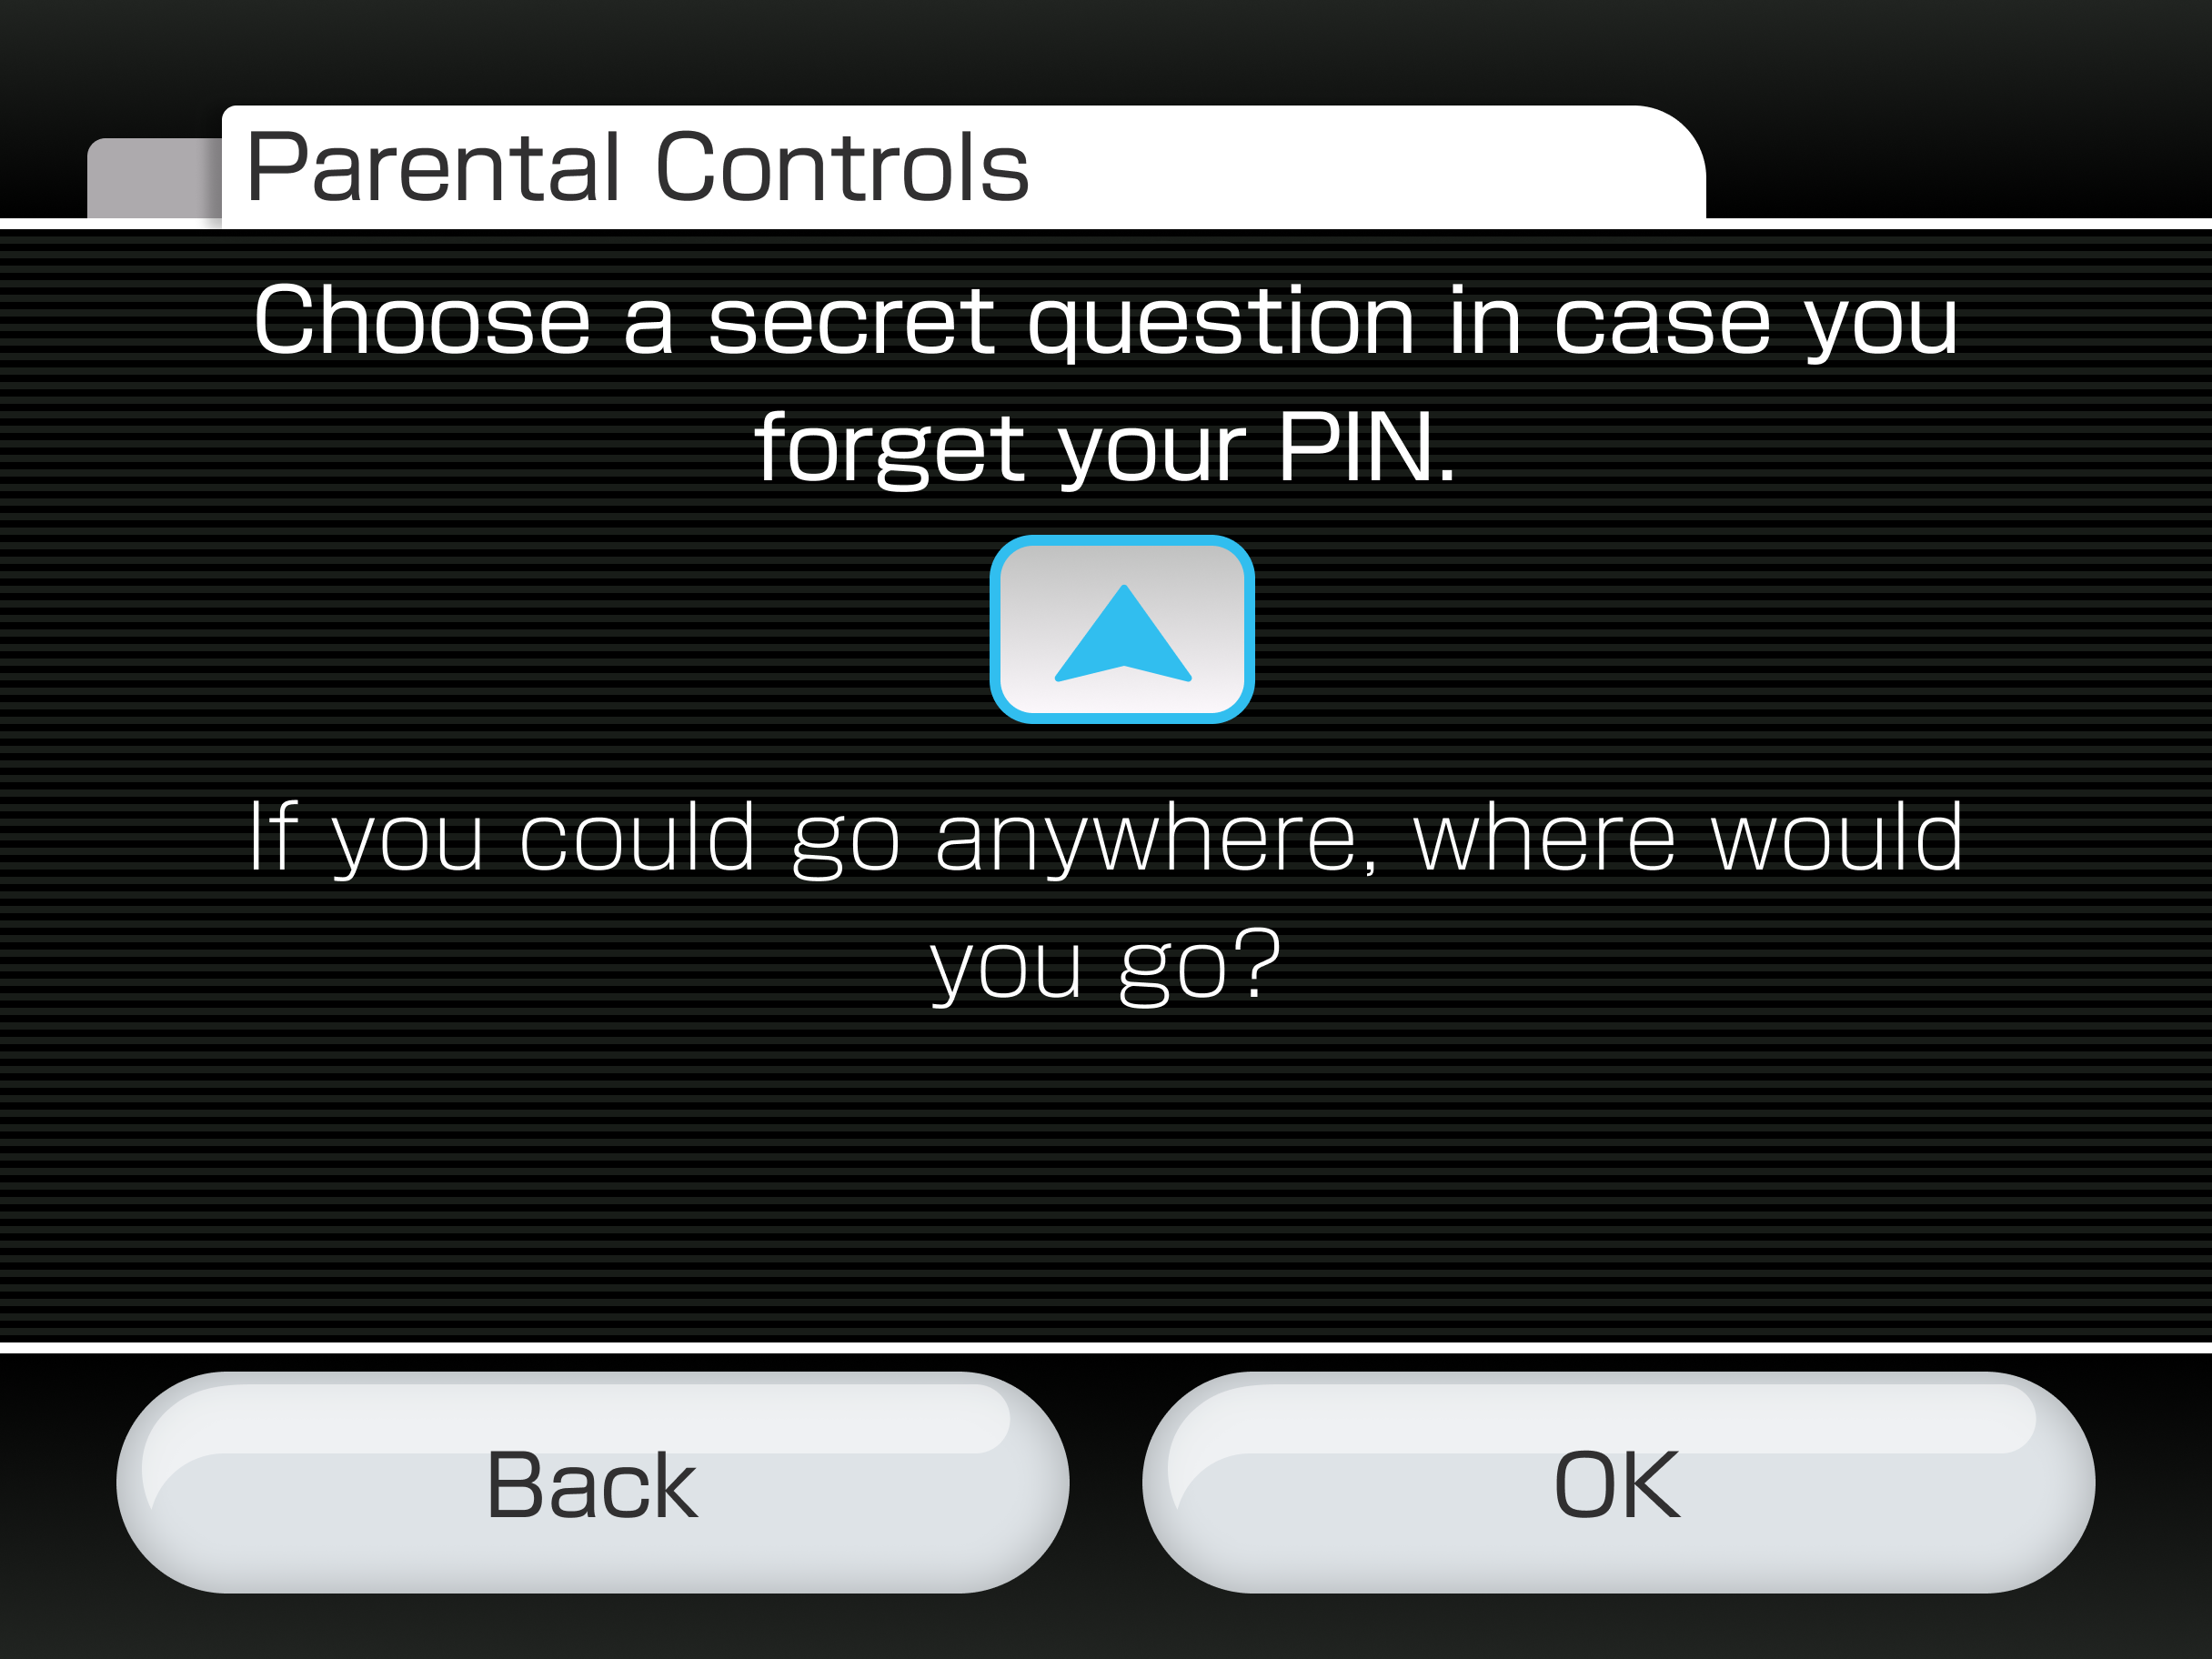 Parental Controls
Choose a secret question in case you
forget your PIN.
If you could go anywhere, where would
you go?
Back
OK